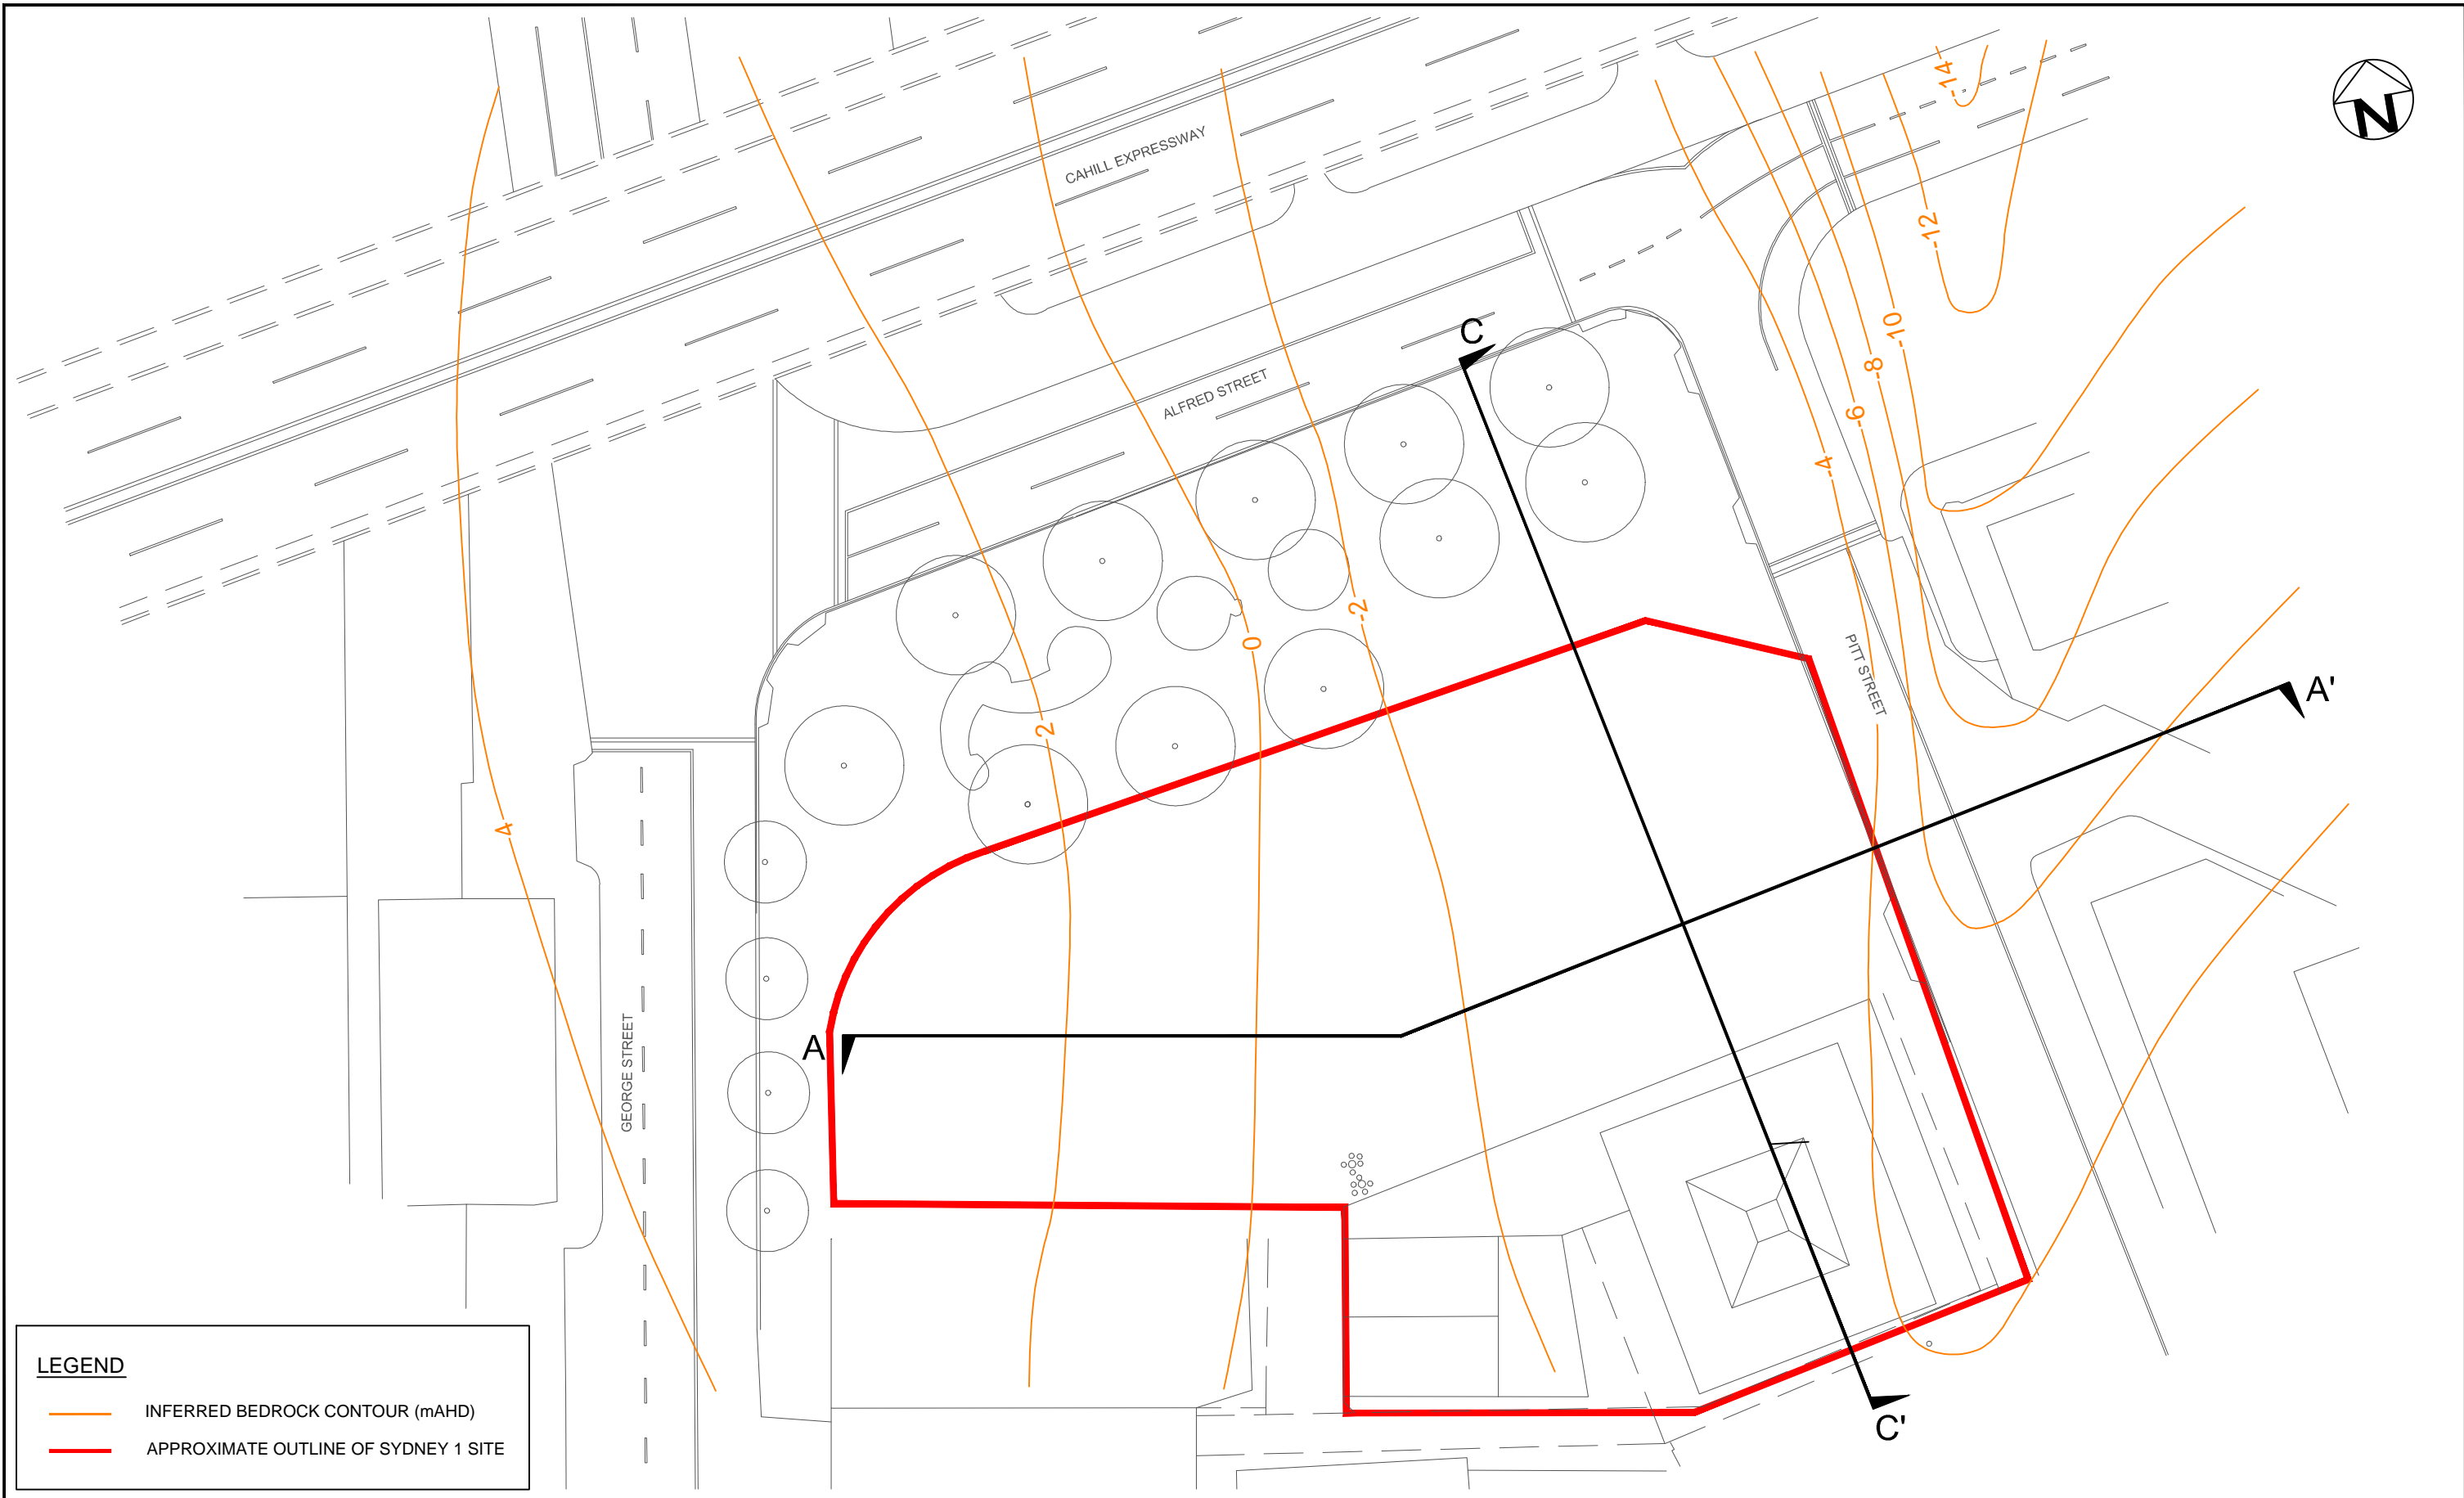 -14
N
CAHILL EXPRESSWAY
-12
-10
C
-8
ALFRED STREET
-6
-4
-2
0
PITT STREET
A'
2
4
GEORGE STREET
A
LEGEND
INFERRED BEDROCK CONTOUR (mAHD)
APPROXIMATE OUTLINE OF SYDNEY 1 SITE
C'